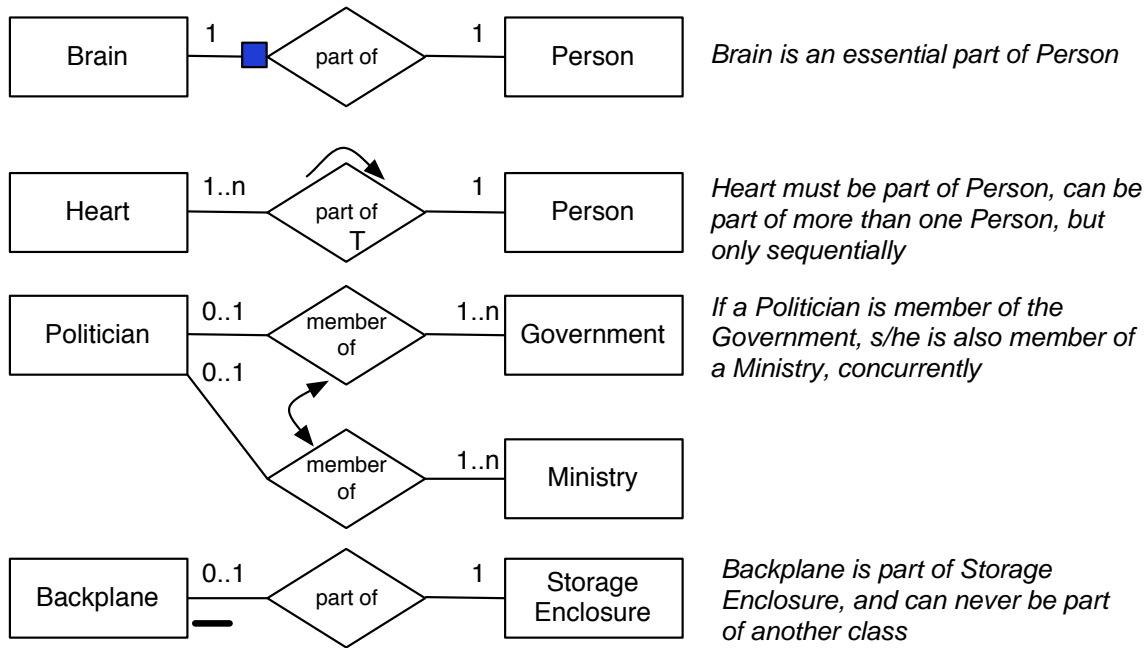 1
1
Brain
part of
Person
Brain is an essential part of Person
1..n
1
Heart
part of
T
Person
Heart must be part of Person, can be
part of more than one Person, but
only sequentially
0..1
1..n
Politician
member
of
Government
0..1
If a Politician is member of the
Government, s/he is also member of
a Ministry, concurrently
member
of
1..n
Ministry
0..1
1
Backplane
part of
Storage
Enclosure
Backplane is part of Storage
Enclosure, and can never be part
of another class